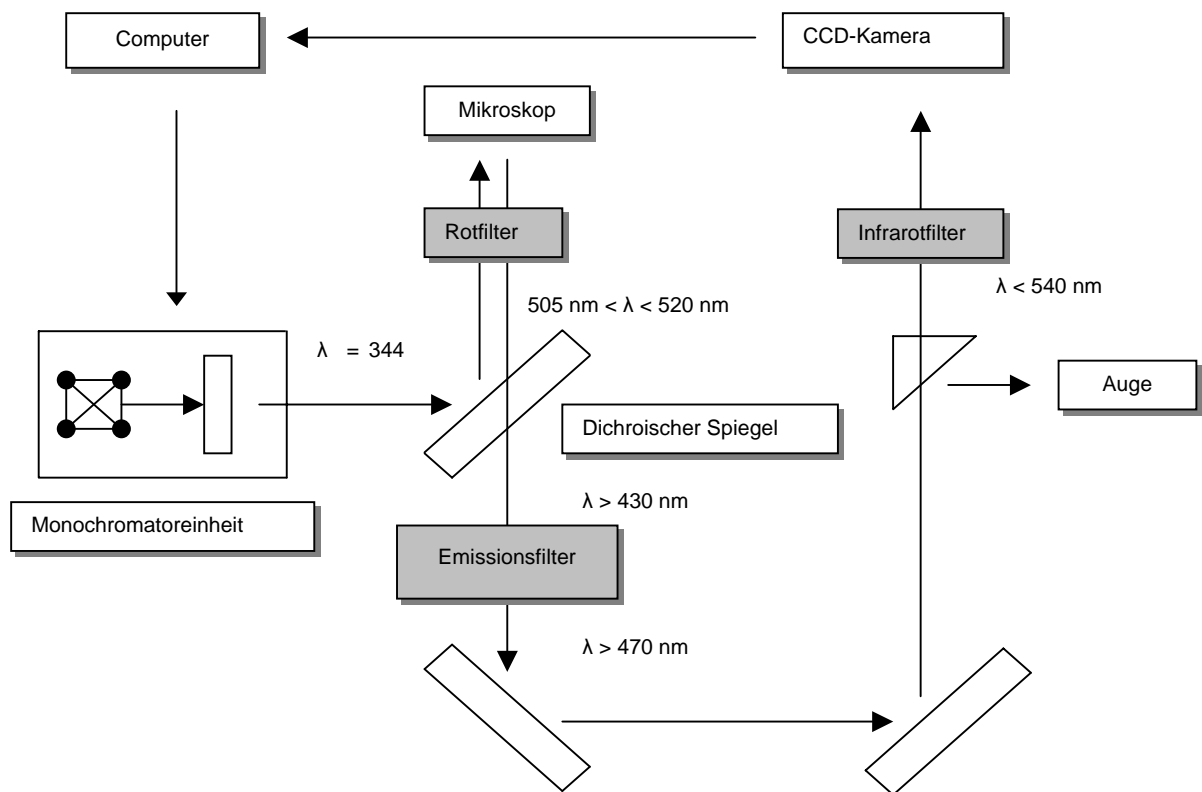 Computer
CCD-Kamera
Mikroskop
Rotfilter
Infrarotfilter
λ < 540 nm
505 nm < λ < 520 nm
λ = 344
Auge
Dichroischer Spiegel
λ > 430 nm
Monochromatoreinheit
Emissionsfilter
λ > 470 nm